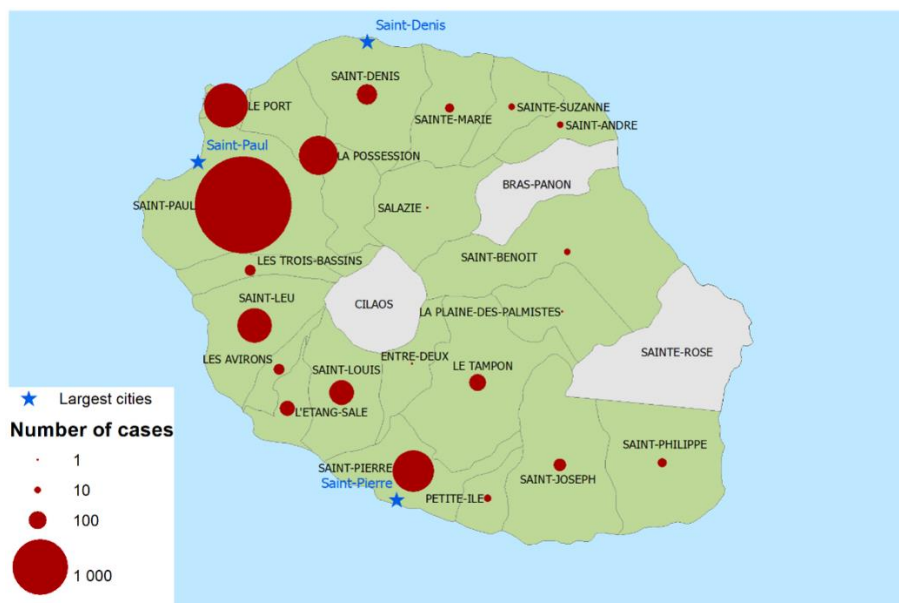 Saint-Denis
SAINT-DENIS
LE PORT
SAINTE-MARIE
SAINTE-SUZANNE
SAINT-ANDRE
Saint-Paul
LA POSSESSION
BRAS-PANON
SAINT-PAUL
SALAZIE
LES TROIS-BASSINS
SAINT-BENOIT
SAINT-LEU
CILAOS
LA PLAINE-DES-PALMISTES
SAINTE-ROSE
LES AVIRONS
ENTRE-DEUX
SAINT-LOUIS
LE TAMPON
L'ETANG-SALE
SAINT-PHILIPPE
SAINT-PIERRE
SAINT-JOSEPH
Saint-Pierre
PETITE-ILE
Largest cities
Number of cases
1
10
100
1 000